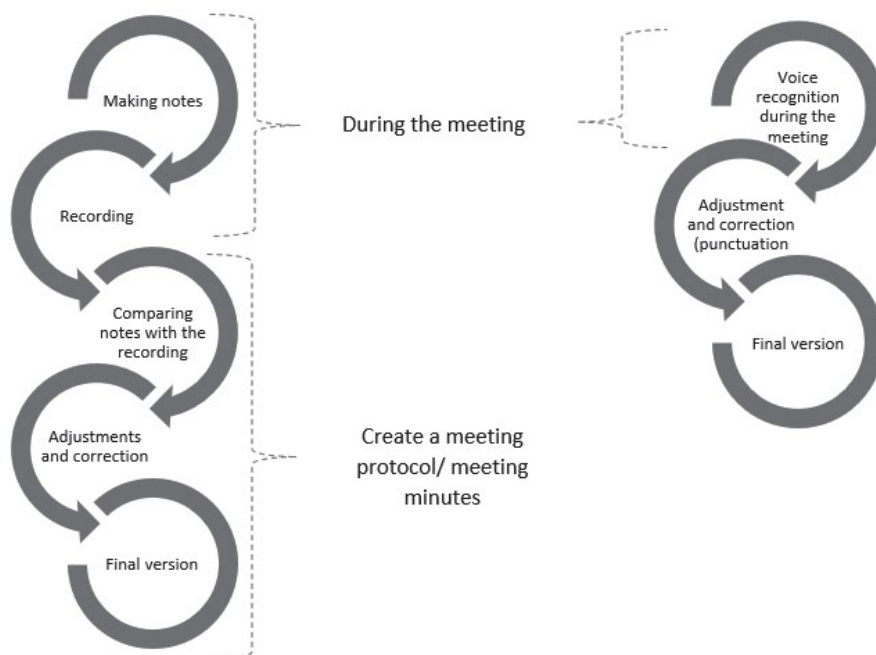 Making notes
Recording
Comparing
notes with the
recording
Adjustments
and correction
Final version
During the meeting
Create a meeting
protocol/ meeting
minutes
Voice
recognition
during the
meeting
Adjustment
and correction
(punctuation
Final version